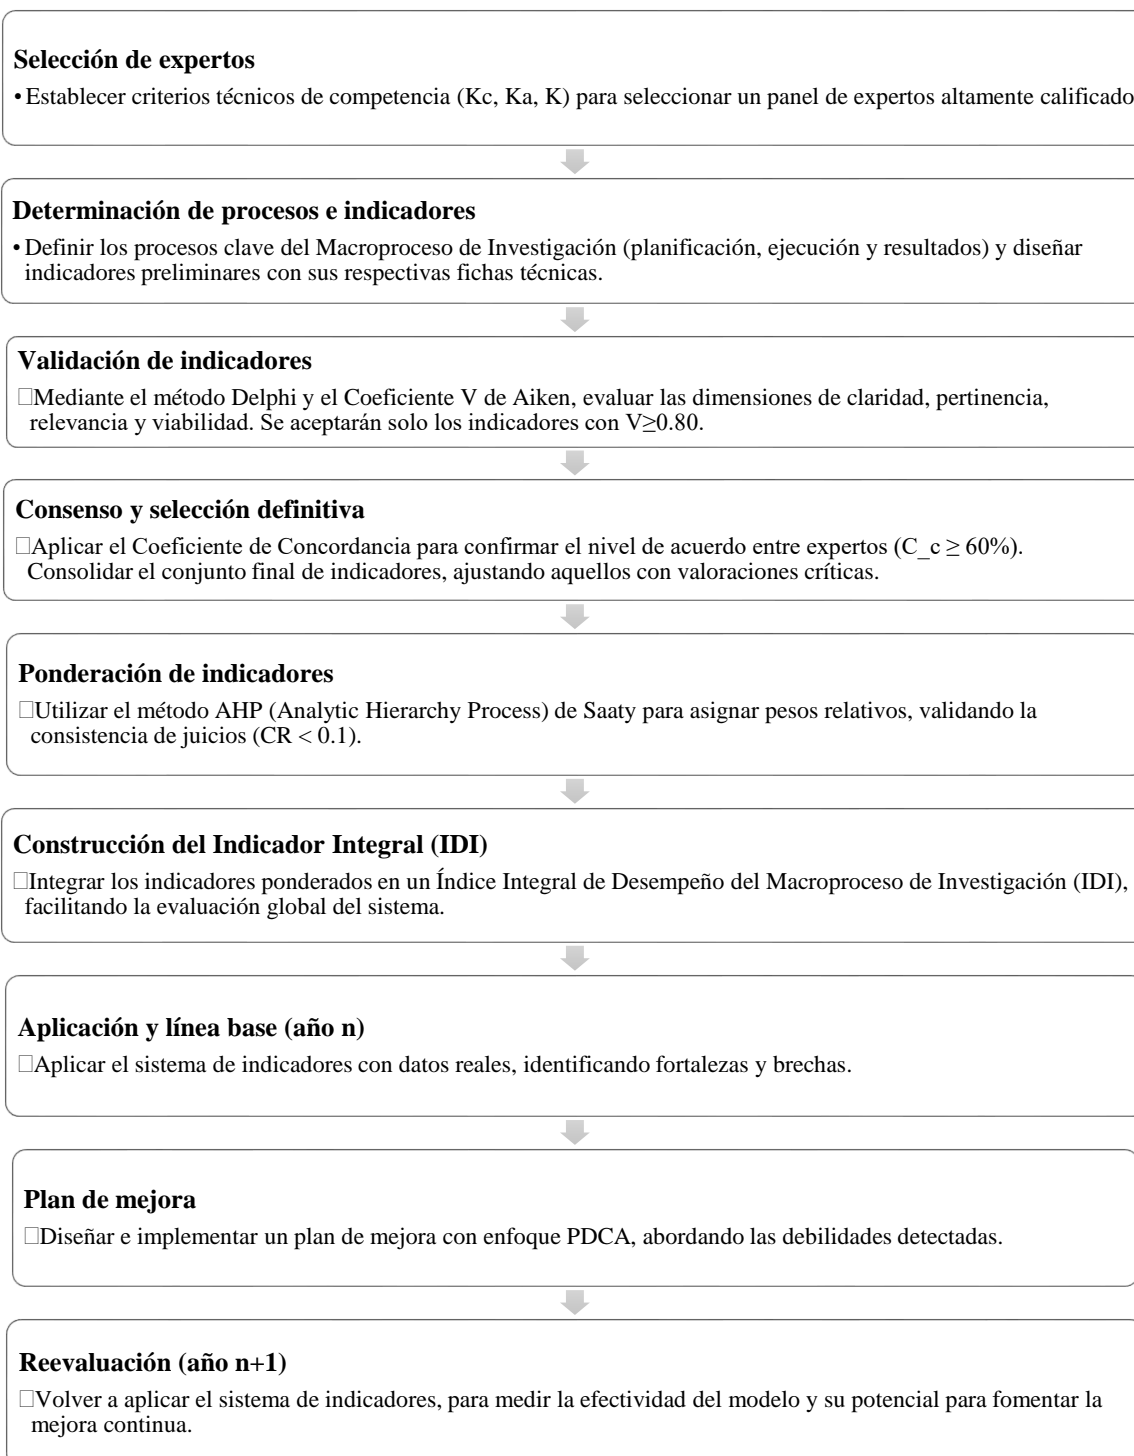 Selección de expertos
• Establecer criterios técnicos de competencia (Kc, Ka, K) para seleccionar un panel de expertos altamente calificado
Determinación de procesos e indicadores
• Definir los procesos clave del Macroproceso de Investigación (planificación, ejecución y resultados) y diseñar
indicadores preliminares con sus respectivas fichas técnicas.
Validación de indicadores
□Mediante el método Delphi y el Coeficiente V de Aiken, evaluar las dimensiones de claridad, pertinencia,
relevancia y viabilidad. Se aceptarán solo los indicadores con V≥0.80.
Consenso y selección definitiva
□Aplicar el Coeficiente de Concordancia para confirmar el nivel de acuerdo entre expertos (C_c ≥ 60%).
Consolidar el conjunto final de indicadores, ajustando aquellos con valoraciones críticas.
Ponderación de indicadores
□Utilizar el método AHP (Analytic Hierarchy Process) de Saaty para asignar pesos relativos, validando la
consistencia de juicios (CR < 0.1).
Construcción del Indicador Integral (IDI)
□Integrar los indicadores ponderados en un Índice Integral de Desempeño del Macroproceso de Investigación (IDI),
facilitando la evaluación global del sistema.
Aplicación y línea base (año n)
□Aplicar el sistema de indicadores con datos reales, identificando fortalezas y brechas.
Plan de mejora
□Diseñar e implementar un plan de mejora con enfoque PDCA, abordando las debilidades detectadas.
Reevaluación (año n+1)
□Volver a aplicar el sistema de indicadores, para medir la efectividad del modelo y su potencial para fomentar la
mejora continua.